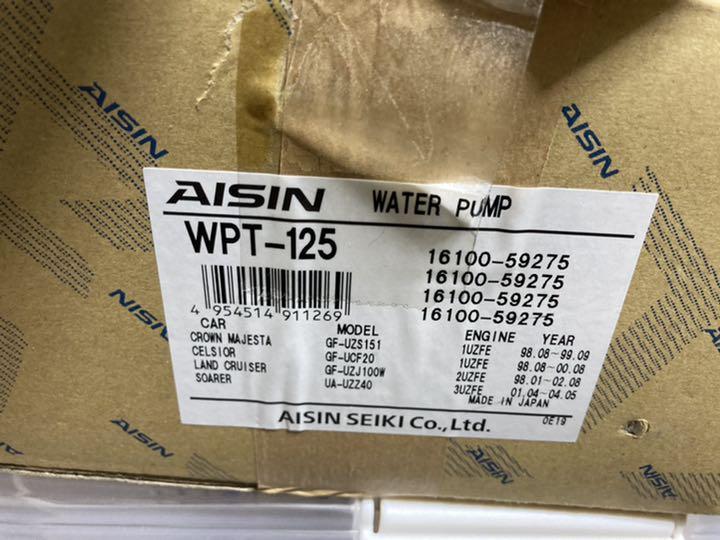 AISIN
AISIN
AISIN WATER PUMP
WPT-125
16100-59275
16100-59275
16100-59275
16100-59275
4 954514 911269
CAR MODEL ENGINE YEAR
CROWN MAJESTA GF-UZS151 1UZFE 98.08-99.09
CELSIOR GF-UCF20 1UZFE 98.08-00.08
LAND CRUISER GF-UZJ100W 2UZFE 98.01-02.08
SOARER UA-UZZ40 3UZFE 01.04-04.05
MADE IN JAPAN
AISIN SEIKI Co.,Ltd. 0E19
AISIN
AISIN
AISIN